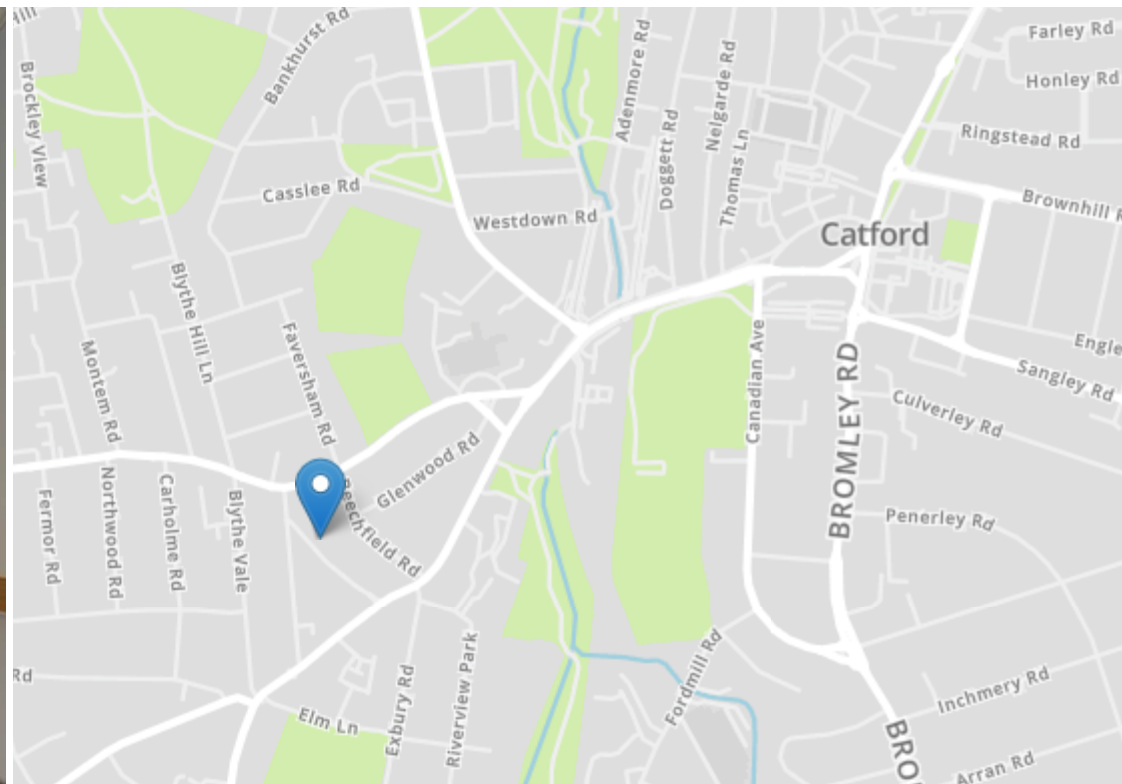 Hill
Bankhurst Rd
Farley Rd
Brockley View
Adenmore Rd
Nelgarde Rd
Honley Rd
Doggett Rd
Thomas Ln
Ringstead Rd
Casslee Rd
Westdown Rd
Brownhill R
Catford
Blythe Hill Ln
Faversham Rd
Montem Rd
Canadian Ave
BROMLEY RD
Engle
Sangley Rd
Culverley Rd
Glenwood Rd
Fermor Rd
Northwood Rd
Carholme Rd
Blythe Vale
Beechfield Rd
Penerley Rd
Rd
Elm Ln
Exbury Rd
Riverview Park
Fordmill Rd
Inchmery Rd
BRO
Arran Rd